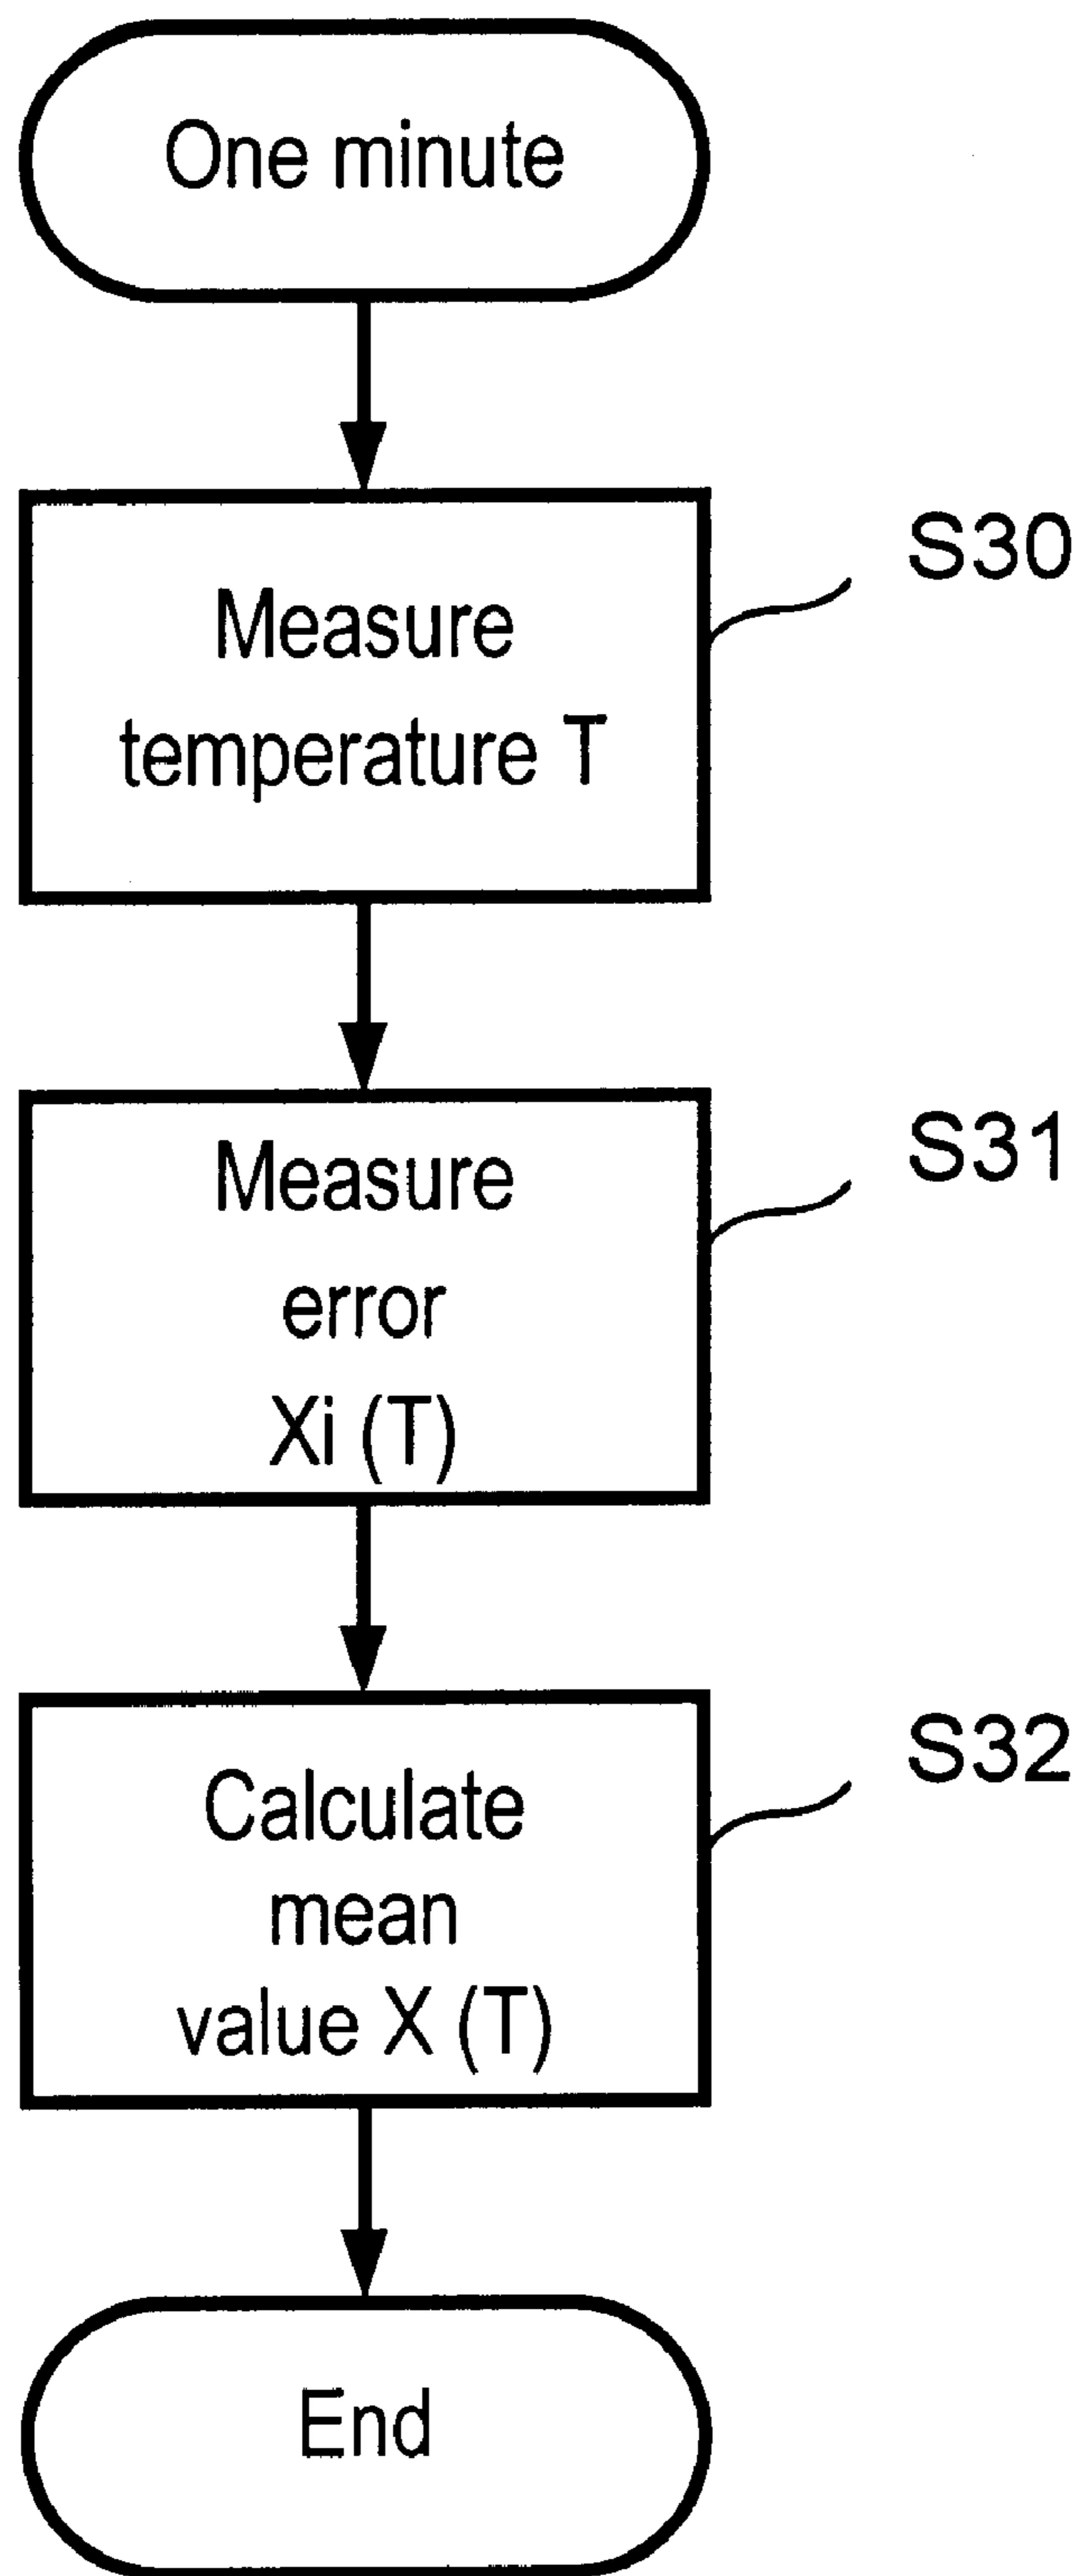 One minute
Measure
temperature T
S30
Measure
error
Xi (T)
S31
Calculate
mean
value X (T)
S32
End